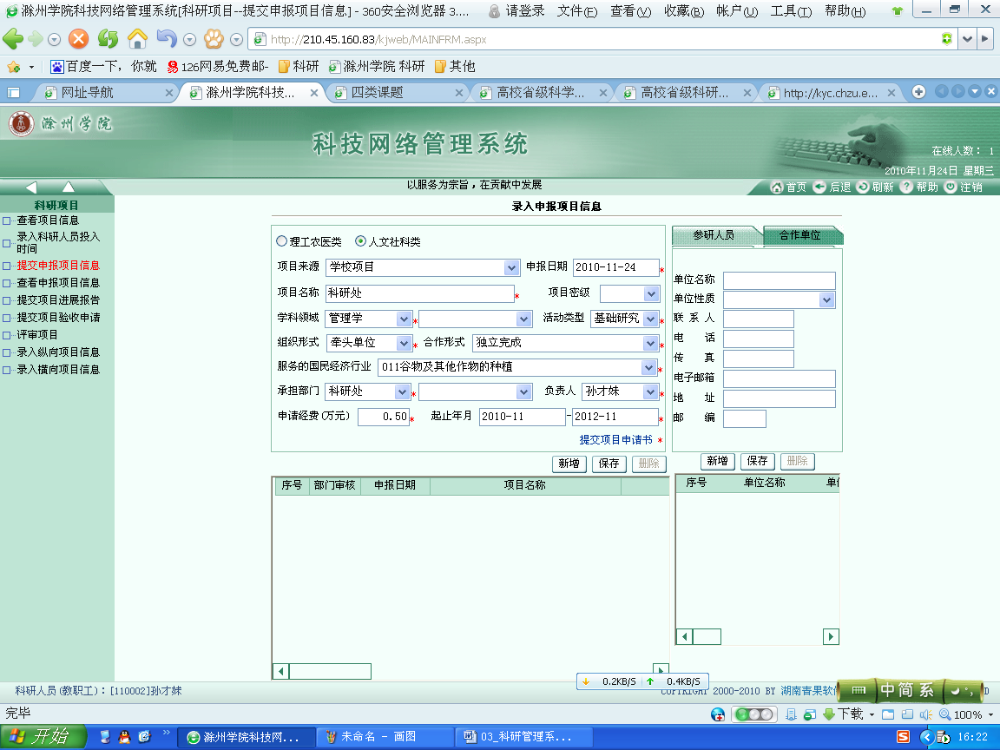 滁州学院科技网络管理系统[科研项目--提交申报项目信息] - 360安全浏览器 3.... 请登录 文件(F) 查看(V) 收藏(B) 帐户(U) 工具(T) 帮助(H)
http://210.45.160.83/kjweb/MAINFRM.aspx
百度一下，你就 126网易免费邮- 科研 滁州学院 科研 其他
网址导航 滁州学院科技... 四类课题 高校省级科学... 高校省级科研... http://kyc.chzu.e...
滁州学院
科技网络管理系统
在线人数： 1
2010年11月24日 星期三
以服务为宗旨，在贡献中发展
首页 后退 刷新 帮助 注销
科研项目
查看项目信息
录入科研人员投入时间
提交申报项目信息
查看申报项目信息
提交项目进展报告
提交项目验收申请
评审项目
录入纵向项目信息
录入横向项目信息
录入申报项目信息
理工农医类 人文社科类
项目来源 学校项目 申报日期 2010-11-24 *
项目名称 科研处 * 项目密级
学科领域 管理学 * 活动类型 基础研究 *
组织形式 牵头单位 * 合作形式 独立完成 *
服务的国民经济行业 011谷物及其他作物的种植 *
承担部门 科研处 * 负责人 孙才妹 *
申请经费(万元) 0.50 * 起止年月 2010-11 - 2012-11 *
提交项目申请书 *
新增 保存 删除
序号 部门审核 申报日期 项目名称
参研人员 合作单位
单位名称
单位性质
联 系 人
电 话
传 真
电子邮箱
地 址
邮 编
新增 保存 删除
序号 单位名称 单位
0.2KB/S 0.4KB/S
科研人员(教职工)：[110002]孙才妹
COPYRIGHT 2000-2010 BY 湖南青果软件
中 简 系
完毕
下载 100%
开始 滁州学院科技网... 未命名 - 画图 03_科研管理系... 16:22